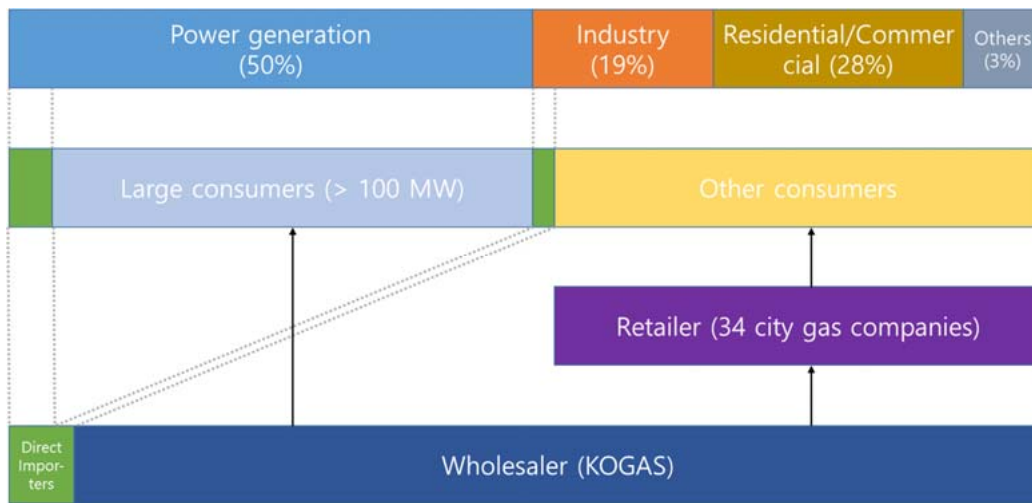 Power generation
(50%)
Industry
(19%)
Residential/Commer
cial (28%)
Others
(3%)
Large consumers (> 100 MW)
Other consumers
Retailer (34 city gas companies)
Direct
Impor-
ters
Wholesaler (KOGAS)